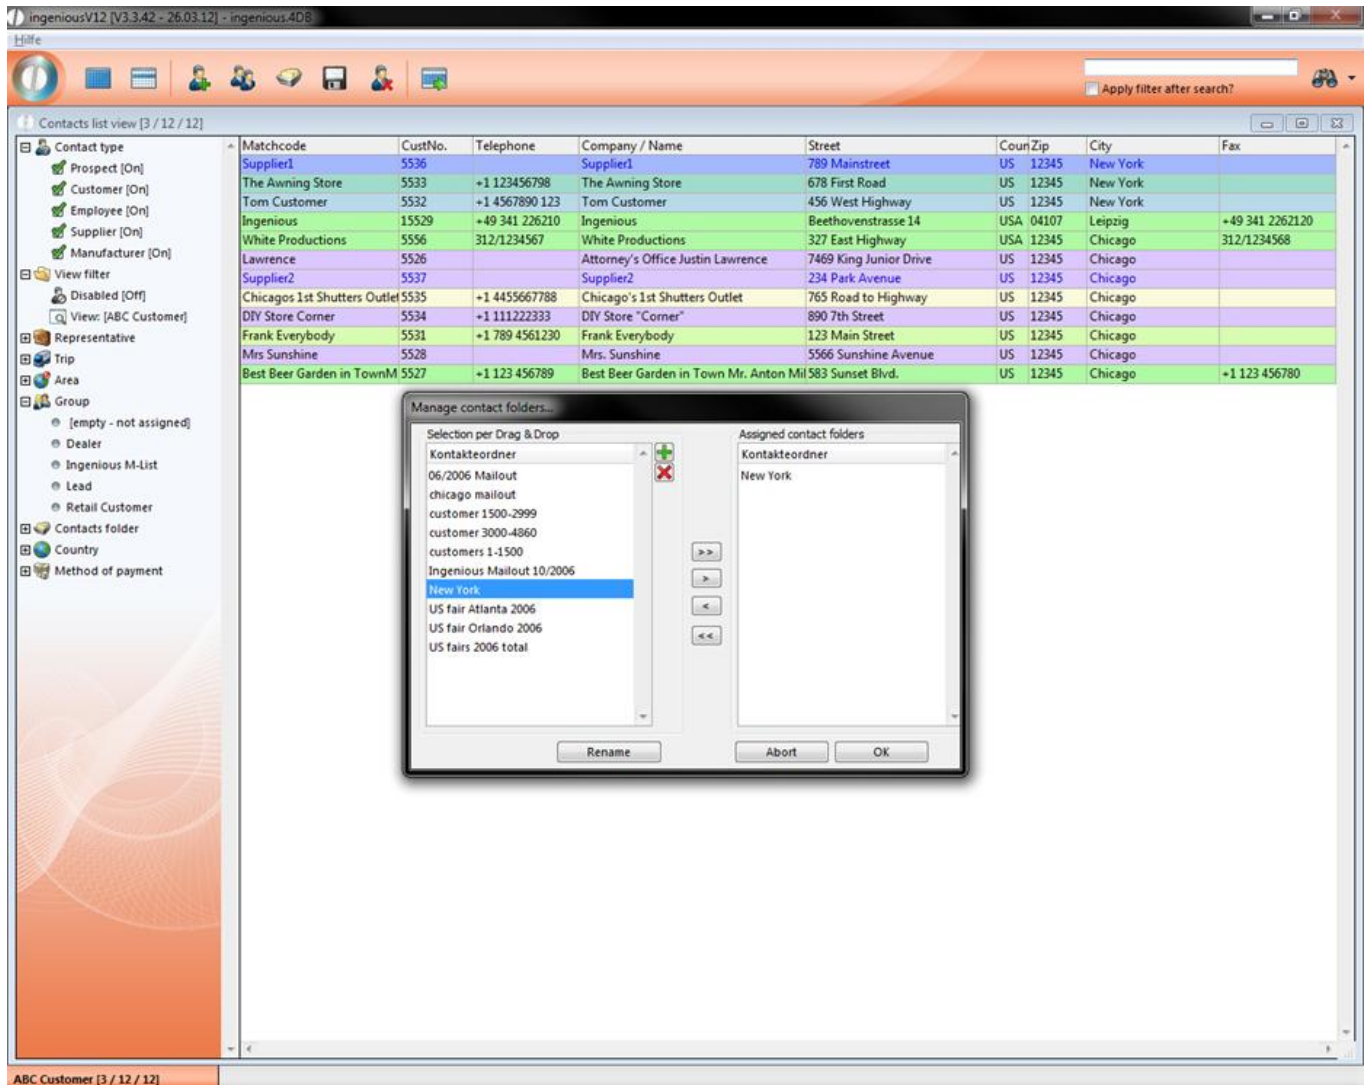 ingeniousV12 [V3.3.42 - 26.03.12] - ingenious.4DB
Hilfe
Apply filter after search?
Contacts list view [3 / 12 / 12]
Contact type
Prospect [On]
Customer [On]
Employee [On]
Supplier [On]
Manufacturer [On]
View filter
Disabled [Off]
View: [ABC Customer]
Representative
Trip
Area
Group
[empty - not assigned]
Dealer
Ingenious M-List
Lead
Retail Customer
Contacts folder
Country
Method of payment
Matchcode CustNo. Telephone Company / Name Street Coun Zip City Fax
Supplier1 5536 Supplier1 789 Mainstreet US 12345 New York
The Awning Store 5533 +1 123456798 The Awning Store 678 First Road US 12345 New York
Tom Customer 5532 +1 4567890 123 Tom Customer 456 West Highway US 12345 New York
Ingenious 15529 +49 341 226210 Ingenious Beethovenstrasse 14 USA 04107 Leipzig +49 341 2262120
White Productions 5556 312/1234567 White Productions 327 East Highway USA 12345 Chicago 312/1234568
Lawrence 5526 Attorney's Office Justin Lawrence 7469 King Junior Drive US 12345 Chicago
Supplier2 5537 Supplier2 234 Park Avenue US 12345 Chicago
Chicagos 1st Shutters Outlet 5535 +1 4455667788 Chicago's 1st Shutters Outlet 765 Road to Highway US 12345 Chicago
DIY Store Corner 5534 +1 111222333 DIY Store "Corner" 890 7th Street US 12345 Chicago
Frank Everybody 5531 +1 789 4561230 Frank Everybody 123 Main Street US 12345 Chicago
Mrs Sunshine 5528 Mrs. Sunshine 5566 Sunshine Avenue US 12345 Chicago
Best Beer Garden in TownM 5527 +1 123 456789 Best Beer Garden in Town Mr. Anton Mil 583 Sunset Blvd. US 12345 Chicago +1 123 456780
Manage contact folders...
Selection per Drag & Drop
Kontakteordner
06/2006 Mailout
chicago mailout
customer 1500-2999
customer 3000-4860
customers 1-1500
Ingenious Mailout 10/2006
New York
US fair Atlanta 2006
US fair Orlando 2006
US fairs 2006 total
>>
>
<
<<
Assigned contact folders
Kontakteordner
New York
Rename
Abort
OK
ABC Customer [3 / 12 / 12]